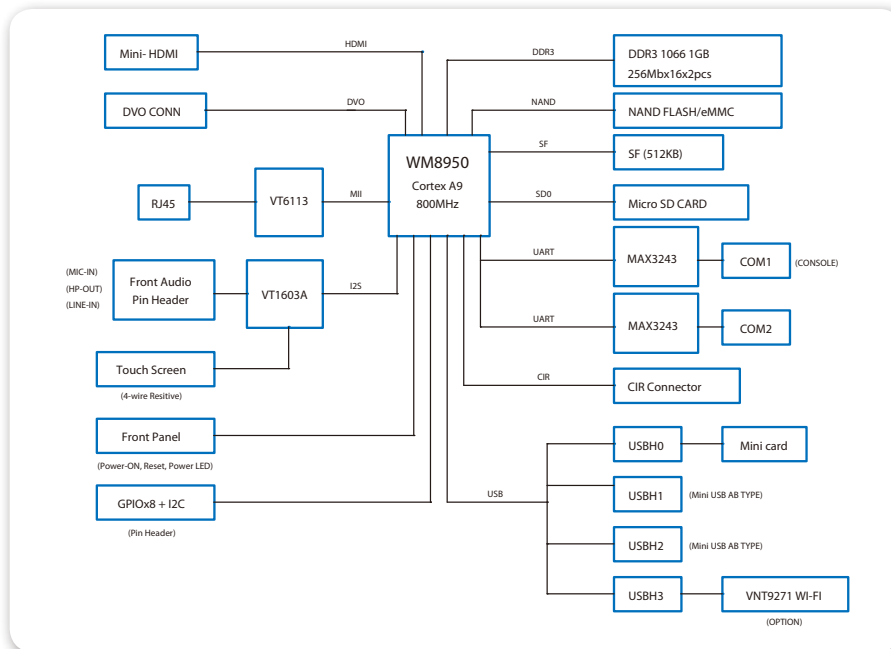 Mini- HDMI
HDMI
DVO CONN
DVO
RJ45
VT6113
MII
(MIC-IN)
(HP-OUT)
(LINE-IN)
Front Audio
Pin Header
VT1603A
I2S
Touch Screen
(4-wire Resitive)
Front Panel
(Power-ON, Reset, Power LED)
GPIOx8 + I2C
(Pin Header)
WM8950
Cortex A9
800MHz
DDR3
DDR3 1066 1GB
256Mbx16x2pcs
NAND
NAND FLASH/eMMC
SF
SF (512KB)
SD0
Micro SD CARD
UART
MAX3243
COM1
(CONSOLE)
UART
MAX3243
COM2
CIR
CIR Connector
USB
USBH0
Mini card
USBH1
(Mini USB AB TYPE)
USBH2
(Mini USB AB TYPE)
USBH3
VNT9271 WI-FI
(OPTION)